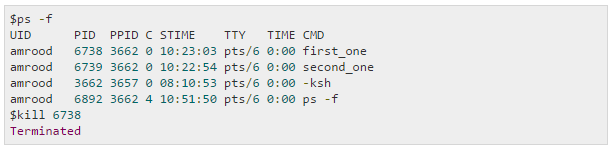 $ps -f
UID      PID  PPID C STIME    TTY   TIME CMD
amrood   6738 3662 0 10:23:03 pts/6 0:00 first_one
amrood   6739 3662 0 10:22:54 pts/6 0:00 second_one
amrood   3662 3657 0 08:10:53 pts/6 0:00 -ksh
amrood   6892 3662 4 10:51:50 pts/6 0:00 ps -f
$kill 6738
Terminated